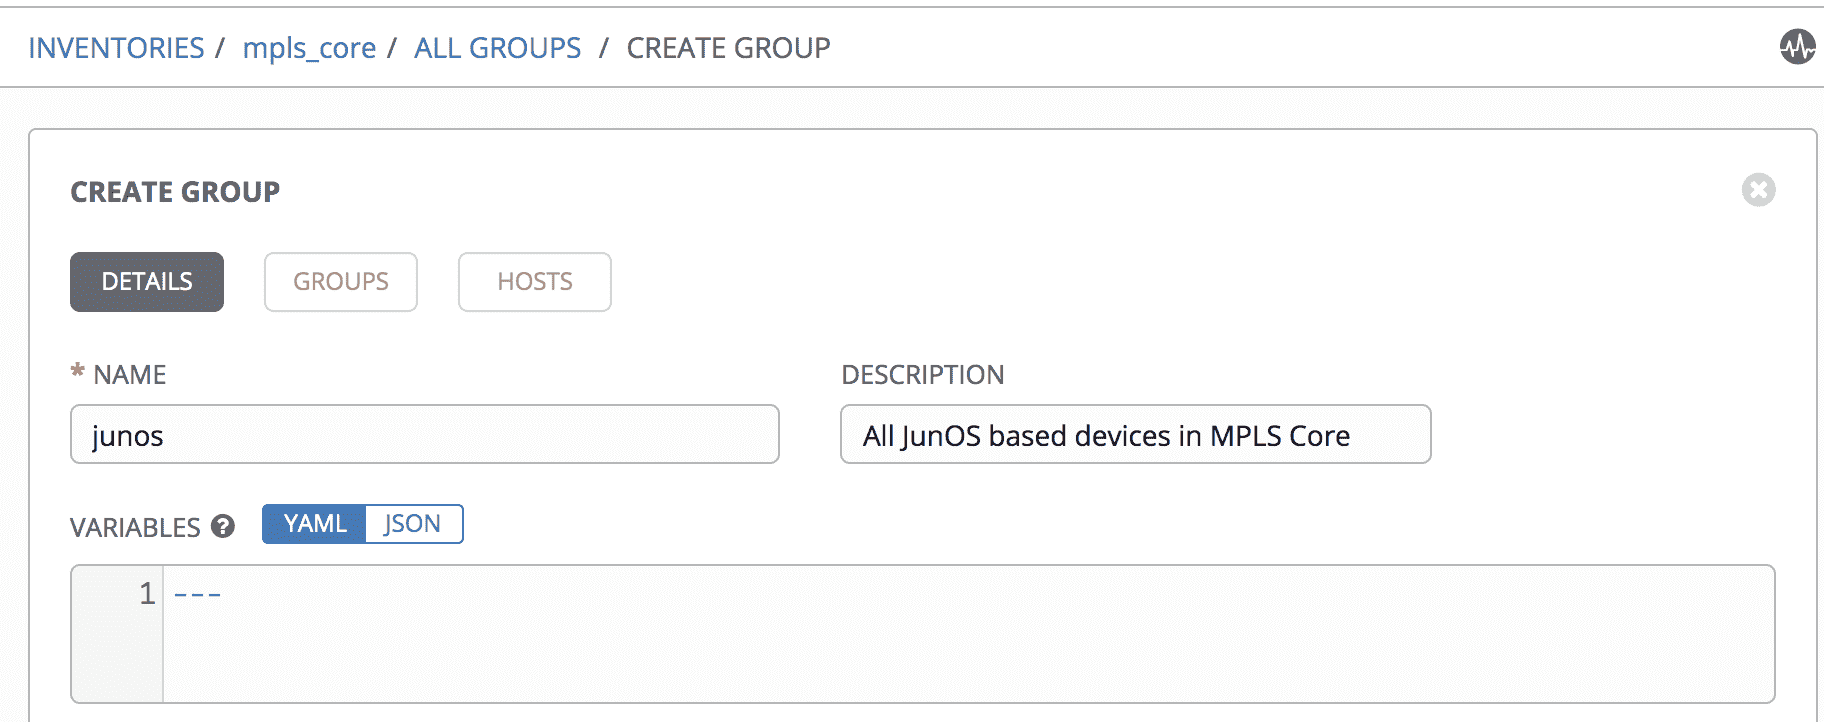 INVENTORIES / mpls_core / ALL GROUPS / CREATE GROUP
CREATE GROUP
DETAILS GROUPS HOSTS
* NAME DESCRIPTION
junos All JunOS based devices in MPLS Core
VARIABLES ? YAML JSON
1 ---